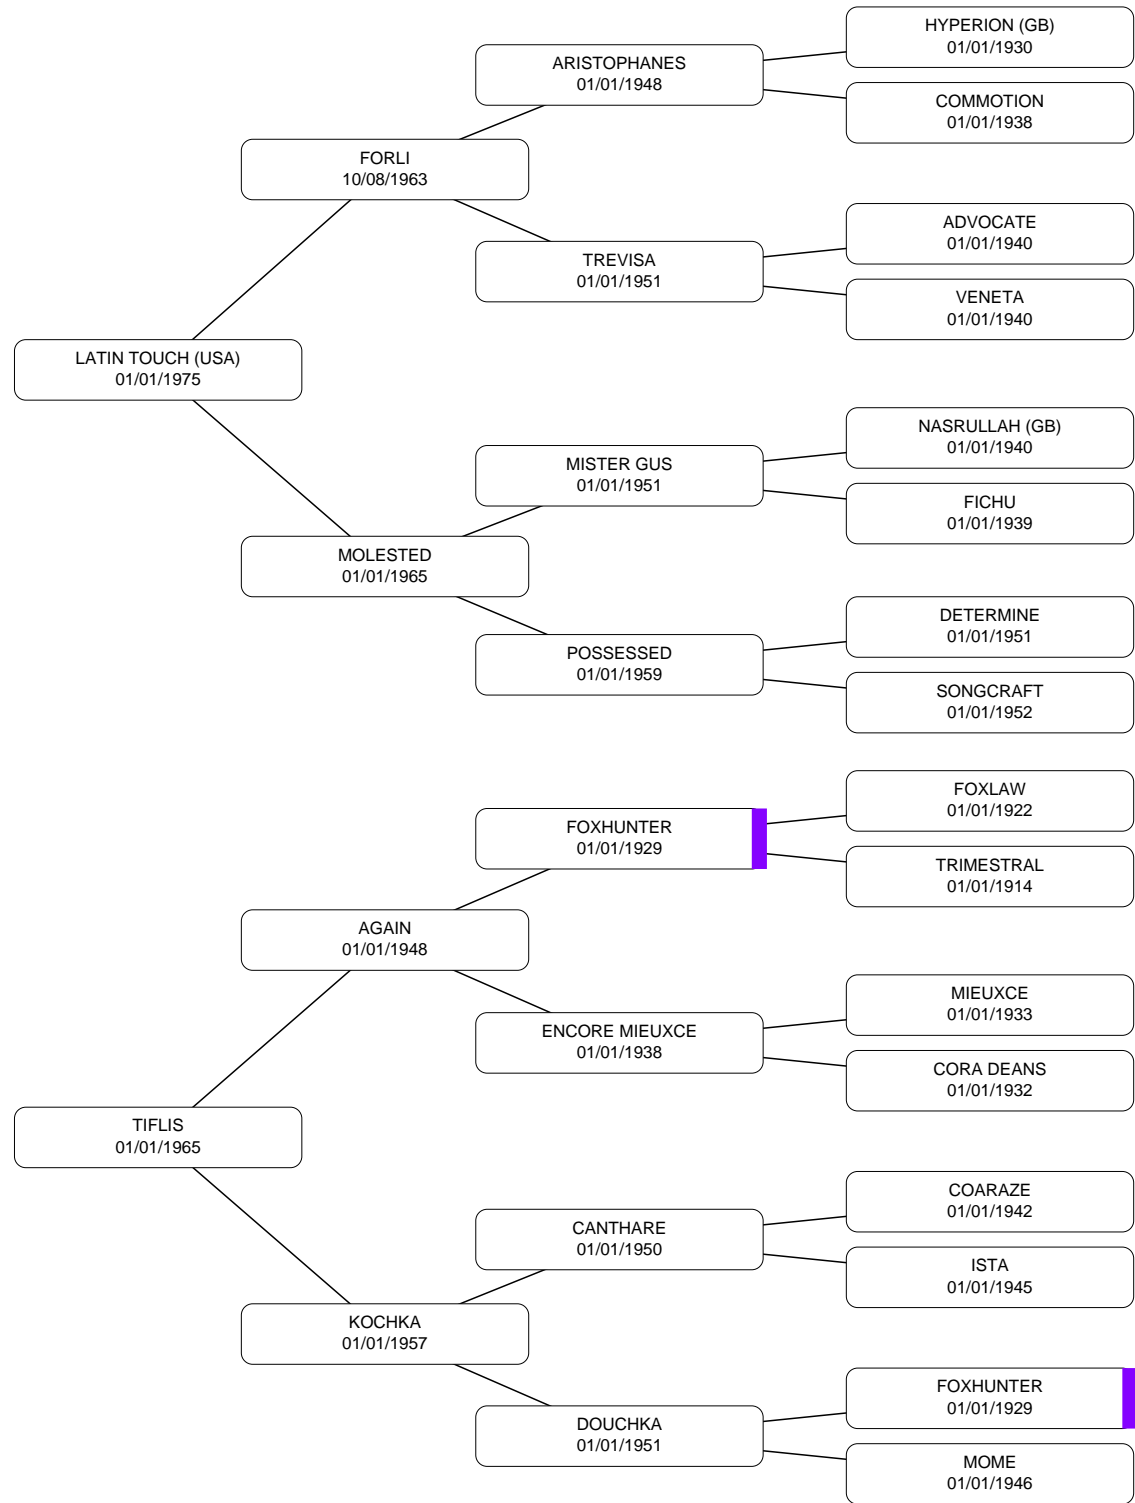 HYPERION (GB)
01/01/1930
ARISTOPHANES
01/01/1948
COMMOTION
01/01/1938
FORLI
10/08/1963
ADVOCATE
01/01/1940
TREVISA
01/01/1951
VENETA
01/01/1940
LATIN TOUCH (USA)
01/01/1975
NASRULLAH (GB)
01/01/1940
MISTER GUS
01/01/1951
FICHU
01/01/1939
MOLESTED
01/01/1965
DETERMINE
01/01/1951
POSSESSED
01/01/1959
SONGCRAFT
01/01/1952
FOXLAW
01/01/1922
FOXHUNTER
01/01/1929
TRIMESTRAL
01/01/1914
AGAIN
01/01/1948
MIEUXCE
01/01/1933
ENCORE MIEUXCE
01/01/1938
CORA DEANS
01/01/1932
TIFLIS
01/01/1965
COARAZE
01/01/1942
CANTHARE
01/01/1950
ISTA
01/01/1945
KOCHKA
01/01/1957
FOXHUNTER
01/01/1929
DOUCHKA
01/01/1951
MOME
01/01/1946